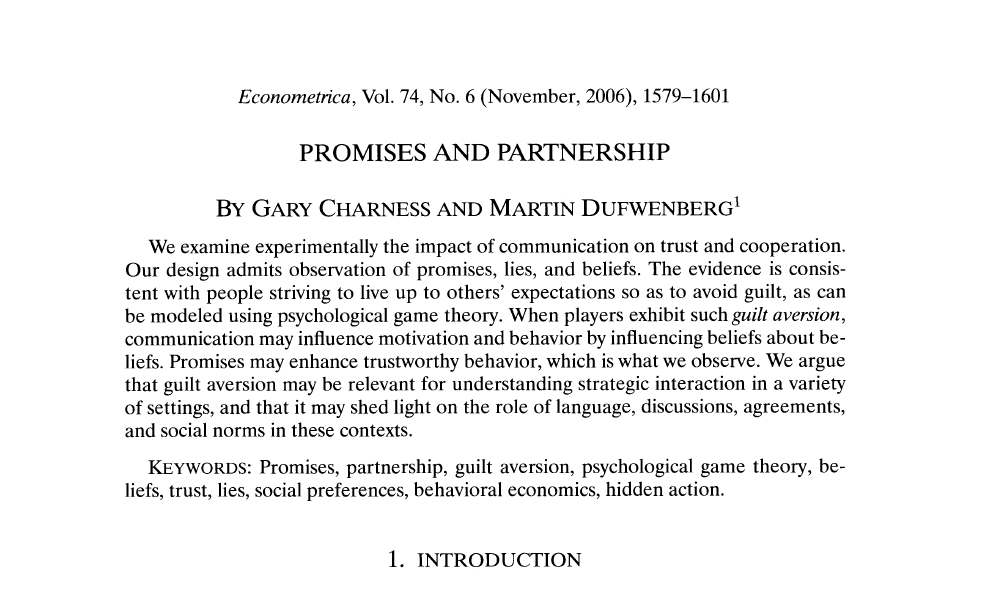 Econometrica, Vol. 74, No. 6 (November, 2006), 1579–1601
PROMISES AND PARTNERSHIP
BY GARY CHARNESS AND MARTIN DUFWENBERG1
We examine experimentally the impact of communication on trust and cooperation.
Our design admits observation of promises, lies, and beliefs. The evidence is consis-
tent with people striving to live up to others’ expectations so as to avoid guilt, as can
be modeled using psychological game theory. When players exhibit such guilt aversion,
communication may influence motivation and behavior by influencing beliefs about be-
liefs. Promises may enhance trustworthy behavior, which is what we observe. We argue
that guilt aversion may be relevant for understanding strategic interaction in a variety
of settings, and that it may shed light on the role of language, discussions, agreements,
and social norms in these contexts.
KEYWORDS: Promises, partnership, guilt aversion, psychological game theory, be-
liefs, trust, lies, social preferences, behavioral economics, hidden action.
1. INTRODUCTION